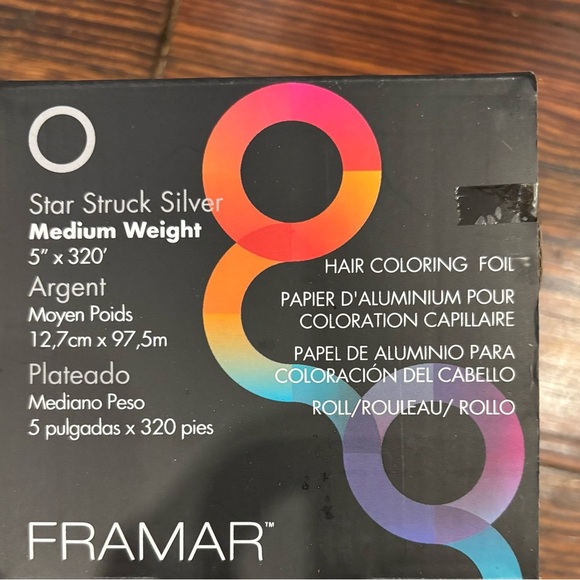 Star Struck Silver
Medium Weight
5" x 320'
Argent
Moyen Poids
12,7cm x 97,5m
Plateado
Mediano Peso
5 pulgadas x 320 pies
HAIR COLORING FOIL
PAPIER D'ALUMINIUM POUR
COLORATION CAPILLAIRE
PAPEL DE ALUMINIO PARA
COLORACIÓN DEL CABELLO
ROLL/ROULEAU/ ROLLO
FRAMAR™